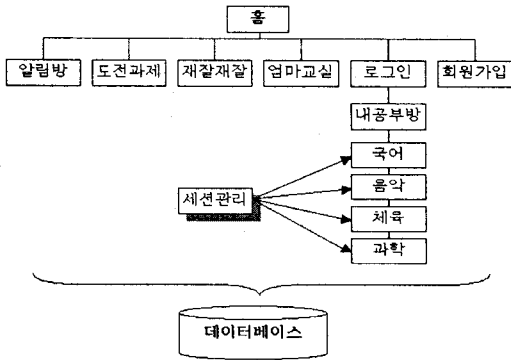 홈
알림방 도전과제 재잘재잘 엄마교실 로그인 회원가입
내공부방
국어
음악
세션관리
체육
과학
데이터베이스